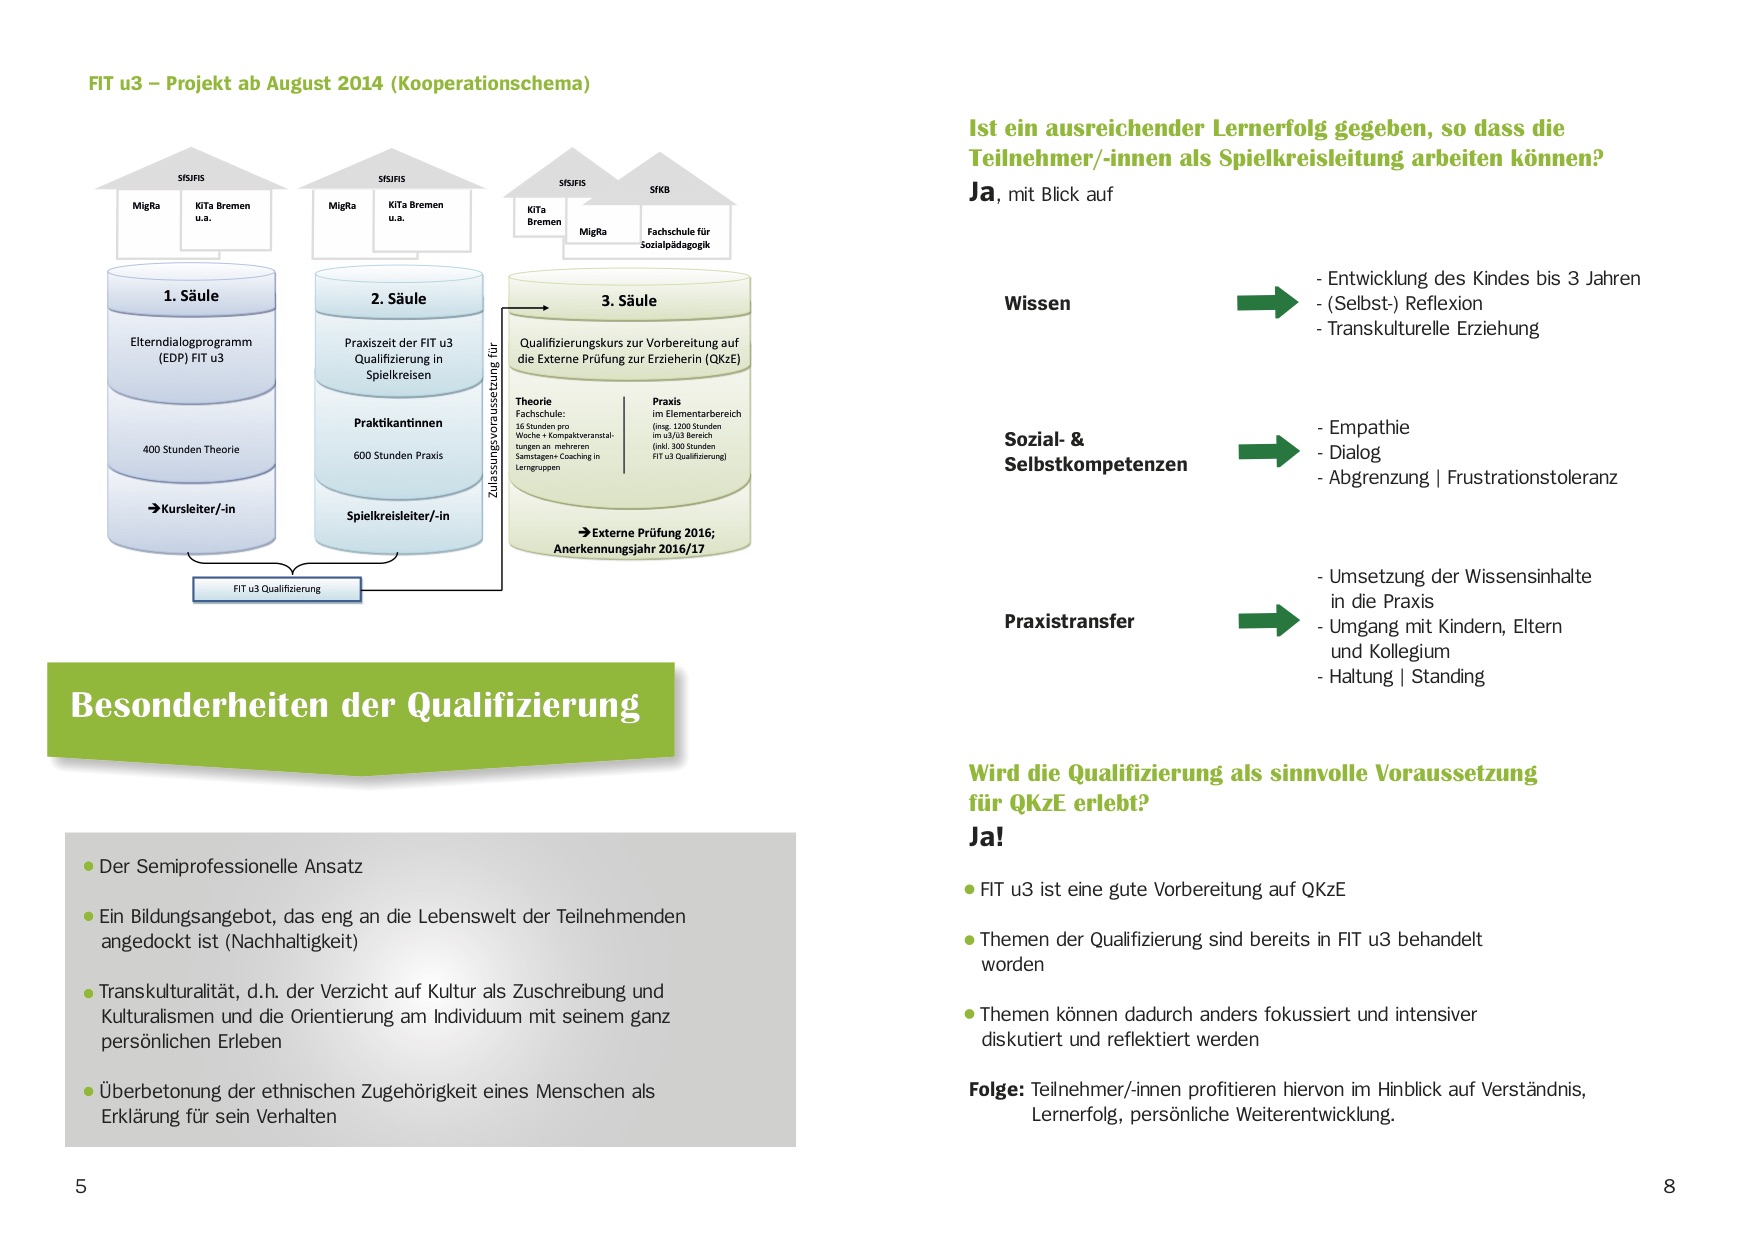 FIT u3 – Projekt ab August 2014 (Kooperationschema)
SfSJFIS
MigRa
KiTa Bremen
u.a.
SfSJFIS
MigRa
KiTa Bremen
u.a.
SfSJFIS
SfKB
KiTa
Bremen
MigRa
Fachschule für
Sozialpädagogik
1. Säule
Elterndialogprogramm
(EDP) FIT u3
400 Stunden Theorie
➔Kursleiter/-in
2. Säule
Praxiszeit der FIT u3
Qualifizierung in
Spielkreisen
Praktikantinnen
600 Stunden Praxis
Spielkreisleiter/-in
Zulassungsvoraussetzung für
3. Säule
Qualifizierungskurs zur Vorbereitung auf
die Externe Prüfung zur Erzieherin (QKzE)
Theorie
Fachschule:
16 Stunden pro
Woche + Kompaktveranstal-
tungen an mehreren
Samstagen+ Coaching in
Lerngruppen
Praxis
im Elementarbereich
(insg. 1200 Stunden
im u3/ü3 Bereich
(inkl. 300 Stunden
FIT u3 Qualifizierung)
➔Externe Prüfung 2016;
Anerkennungsjahr 2016/17
FIT u3 Qualifizierung
Besonderheiten der Qualifizierung
• Der Semiprofessionelle Ansatz
• Ein Bildungsangebot, das eng an die Lebenswelt der Teilnehmenden
angedockt ist (Nachhaltigkeit)
• Transkulturalität, d.h. der Verzicht auf Kultur als Zuschreibung und
Kulturalismen und die Orientierung am Individuum mit seinem ganz
persönlichen Erleben
• Überbetonung der ethnischen Zugehörigkeit eines Menschen als
Erklärung für sein Verhalten
5
Ist ein ausreichender Lernerfolg gegeben, so dass die
Teilnehmer/-innen als Spielkreisleitung arbeiten können?
Ja, mit Blick auf
Wissen
- Entwicklung des Kindes bis 3 Jahren
- (Selbst-) Reflexion
- Transkulturelle Erziehung
Sozial- &
Selbstkompetenzen
- Empathie
- Dialog
- Abgrenzung | Frustrationstoleranz
Praxistransfer
- Umsetzung der Wissensinhalte
in die Praxis
- Umgang mit Kindern, Eltern
und Kollegium
- Haltung | Standing
Wird die Qualifizierung als sinnvolle Voraussetzung
für QKzE erlebt?
Ja!
• FIT u3 ist eine gute Vorbereitung auf QKzE
• Themen der Qualifizierung sind bereits in FIT u3 behandelt
worden
• Themen können dadurch anders fokussiert und intensiver
diskutiert und reflektiert werden
Folge: Teilnehmer/-innen profitieren hiervon im Hinblick auf Verständnis,
Lernerfolg, persönliche Weiterentwicklung.
8